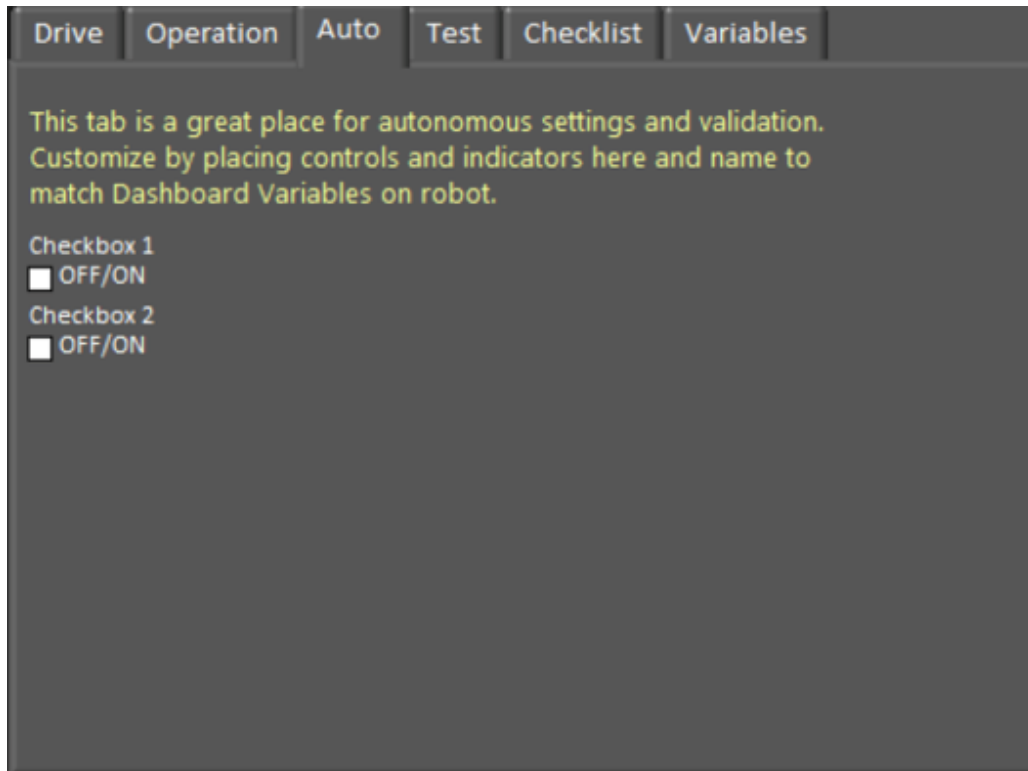 Drive Operation Auto Test Checklist Variables
This tab is a great place for autonomous settings and validation.
Customize by placing controls and indicators here and name to
match Dashboard Variables on robot.
Checkbox 1
OFF/ON
Checkbox 2
OFF/ON